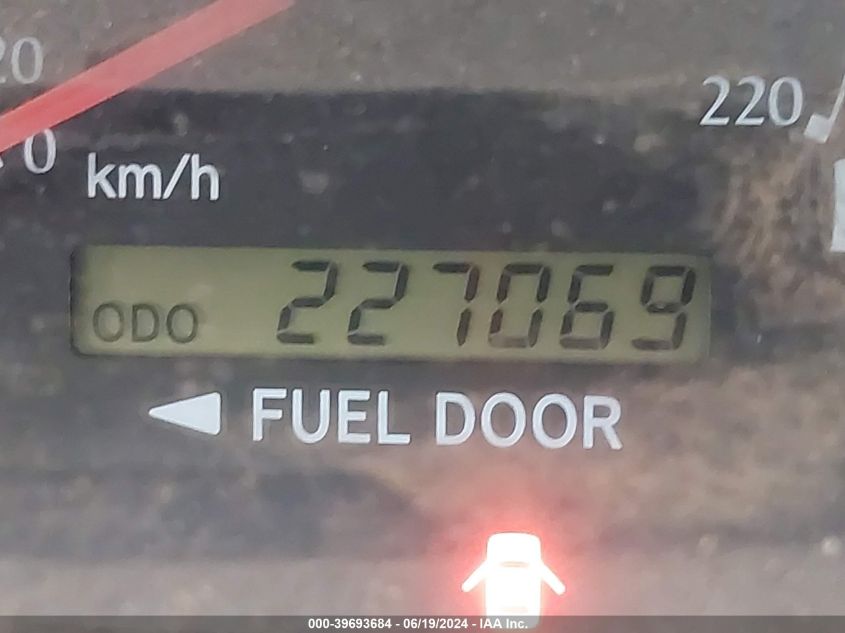 20
220
0
km/h
ODO 227069
FUEL DOOR
000-39693684 - 06/19/2024 - IAA Inc.